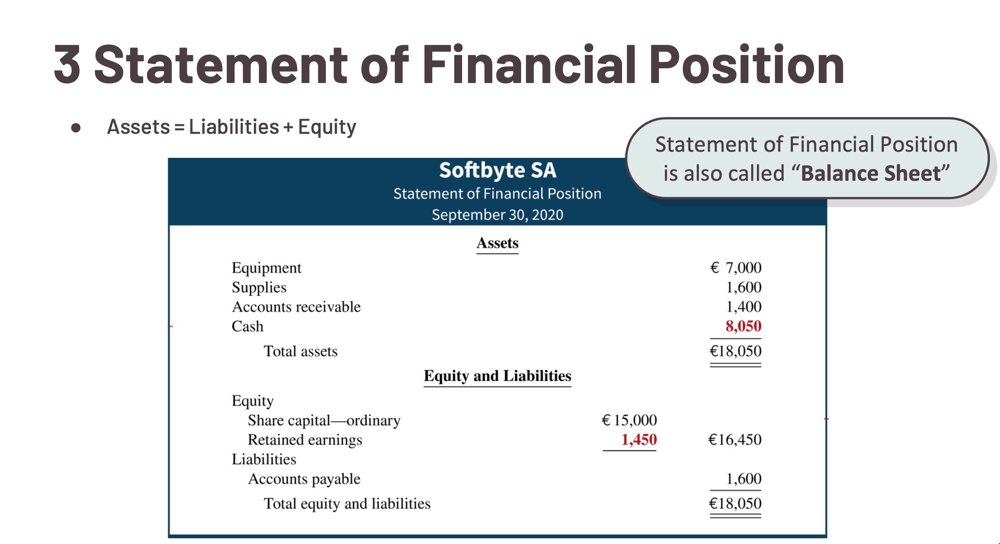 3 Statement of Financial Position
● Assets = Liabilities + Equity
Statement of Financial Position
is also called “Balance Sheet”
Softbyte SA
Statement of Financial Position
September 30, 2020
Assets
Equipment € 7,000
Supplies 1,600
Accounts receivable 1,400
Cash 8,050
Total assets €18,050
Equity and Liabilities
Equity
Share capital—ordinary € 15,000
Retained earnings 1,450 €16,450
Liabilities
Accounts payable 1,600
Total equity and liabilities €18,050